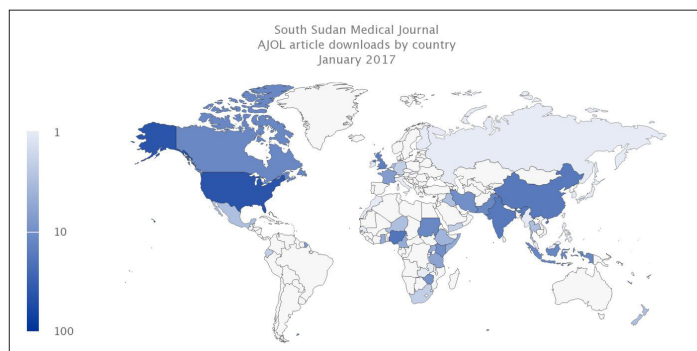 South Sudan Medical Journal
AJOL article downloads by country
January 2017
1
10
100